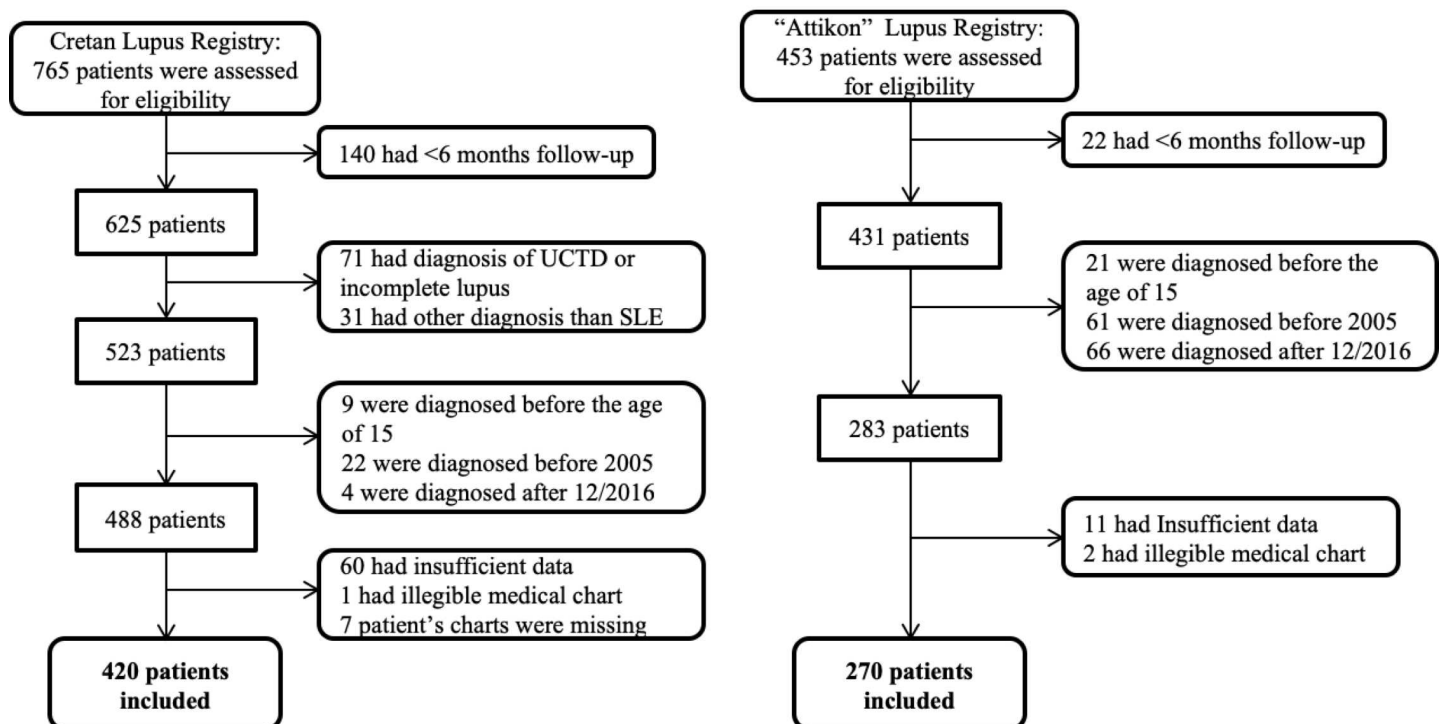 Cretan Lupus Registry:
765 patients were assessed
for eligibility
140 had <6 months follow-up
625 patients
71 had diagnosis of UCTD or
incomplete lupus
31 had other diagnosis than SLE
523 patients
9 were diagnosed before the age
of 15
22 were diagnosed before 2005
4 were diagnosed after 12/2016
488 patients
60 had insufficient data
1 had illegible medical chart
7 patient’s charts were missing
420 patients
included
“Attikon” Lupus Registry:
453 patients were assessed
for eligibility
22 had <6 months follow-up
431 patients
21 were diagnosed before the
age of 15
61 were diagnosed before 2005
66 were diagnosed after 12/2016
283 patients
11 had Insufficient data
2 had illegible medical chart
270 patients
included